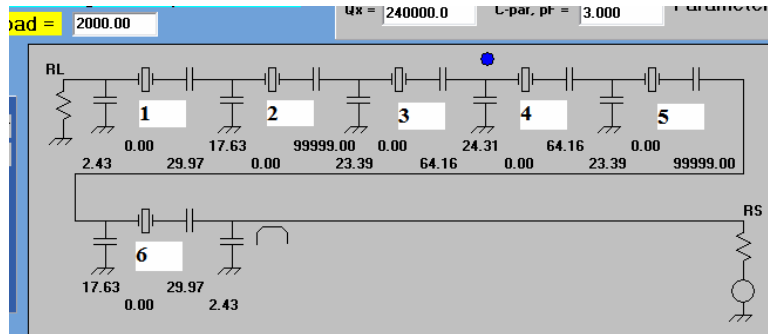 oad = 2000.00
Qx = 240000.0 C-par, pF = 3.000
RL
1 2 3 4 5
0.00 17.63 99999.00 0.00 24.31 64.16 0.00
2.43 29.97 0.00 23.39 64.16 0.00 23.39 99999.00
RS
6
17.63 29.97
0.00 2.43